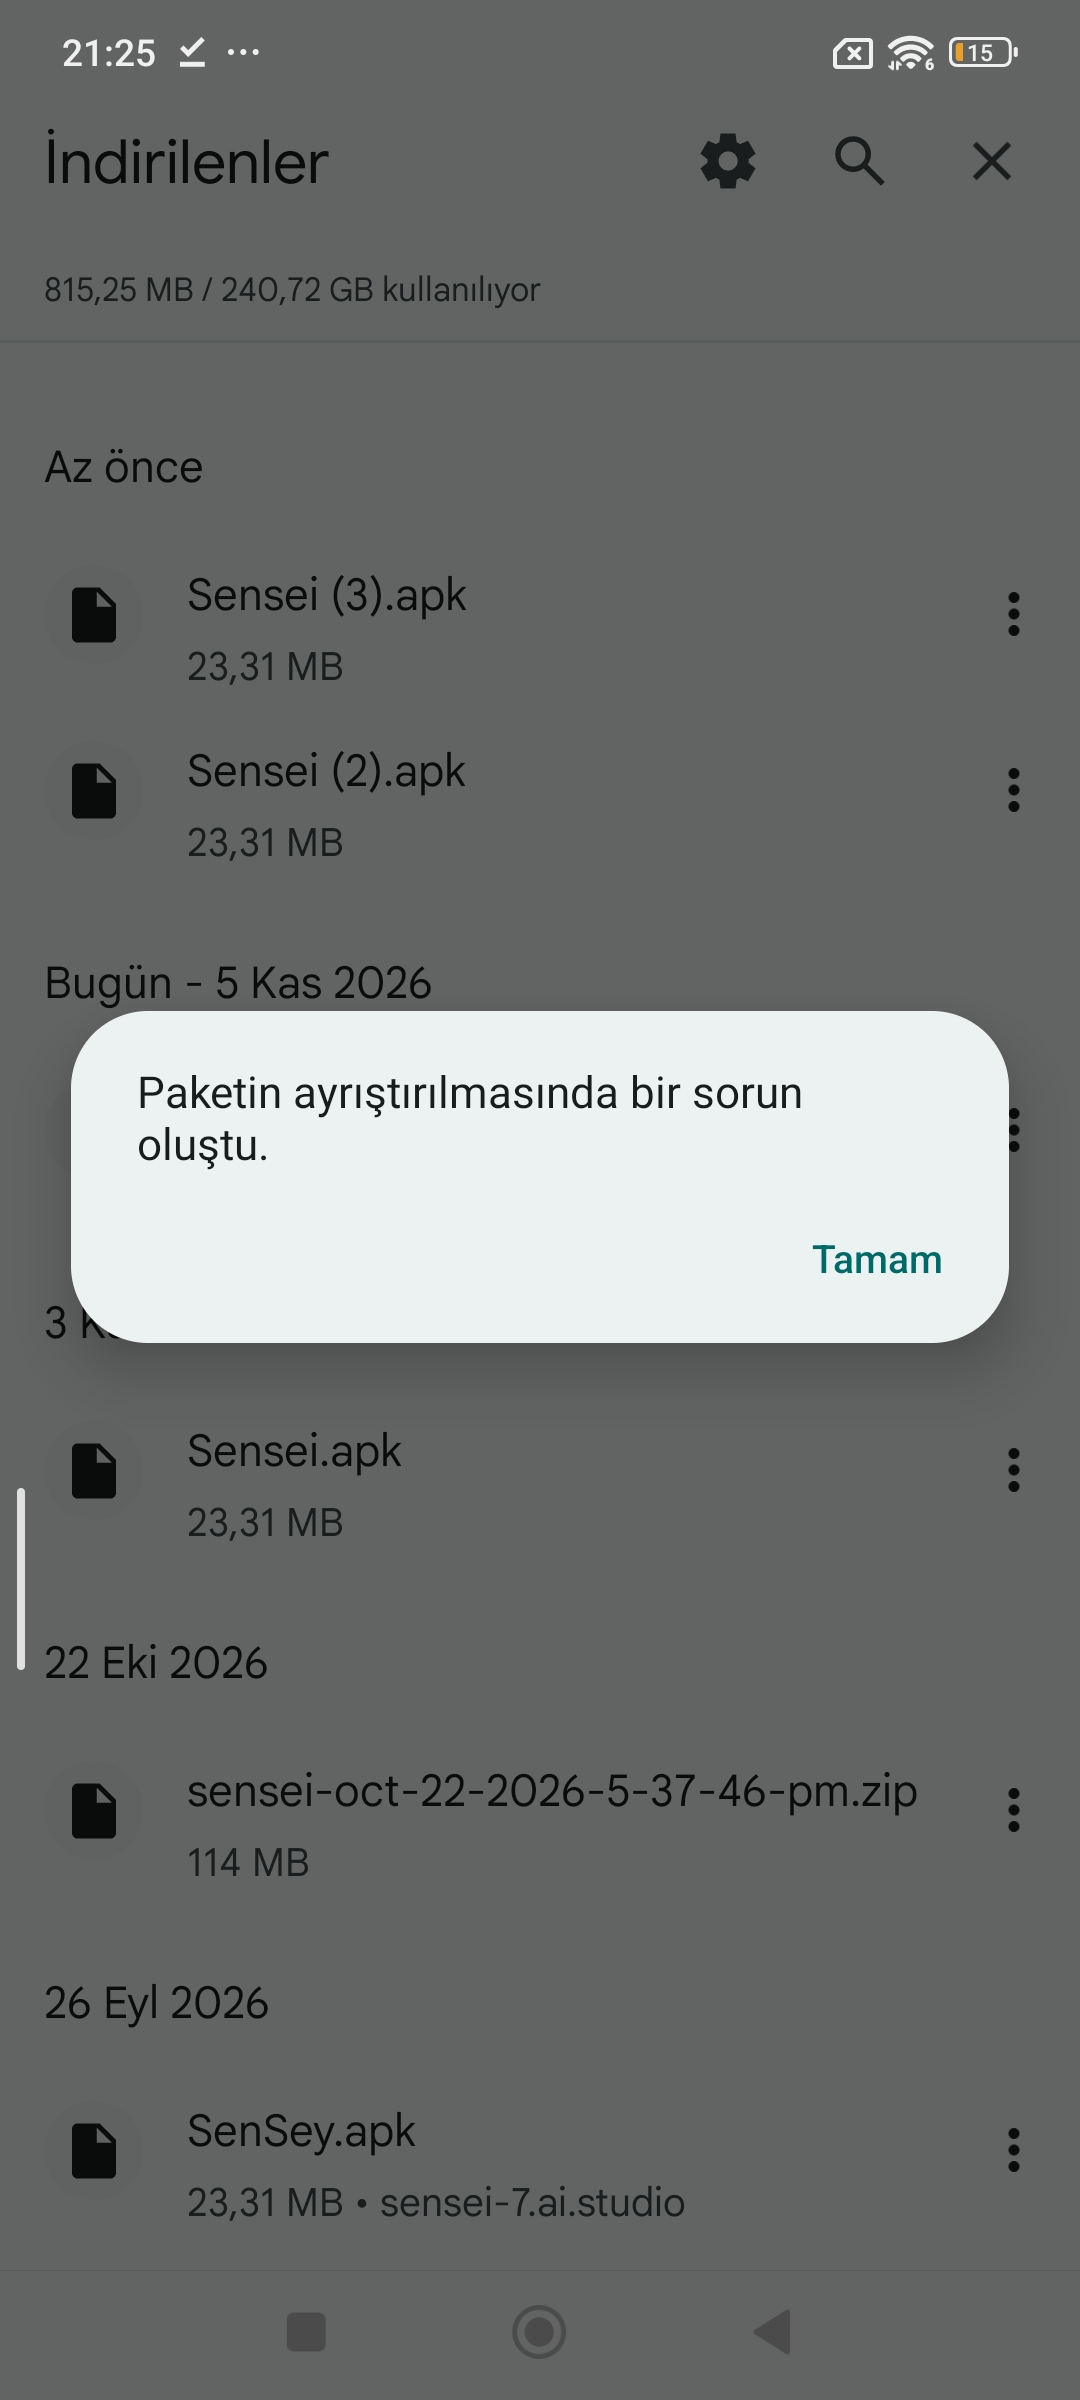 21:25
15
İndirilenler
815,25 MB / 240,72 GB kullanılıyor
Az önce
Sensei (3).apk
23,31 MB
Sensei (2).apk
23,31 MB
Bugün - 5 Kas 2026
Paketin ayrıştırılmasında bir sorun
oluştu.
Tamam
3
Sensei.apk
23,31 MB
22 Eki 2026
sensei-oct-22-2026-5-37-46-pm.zip
114 MB
26 Eyl 2026
SenSey.apk
23,31 MB • sensei-7.ai.studio